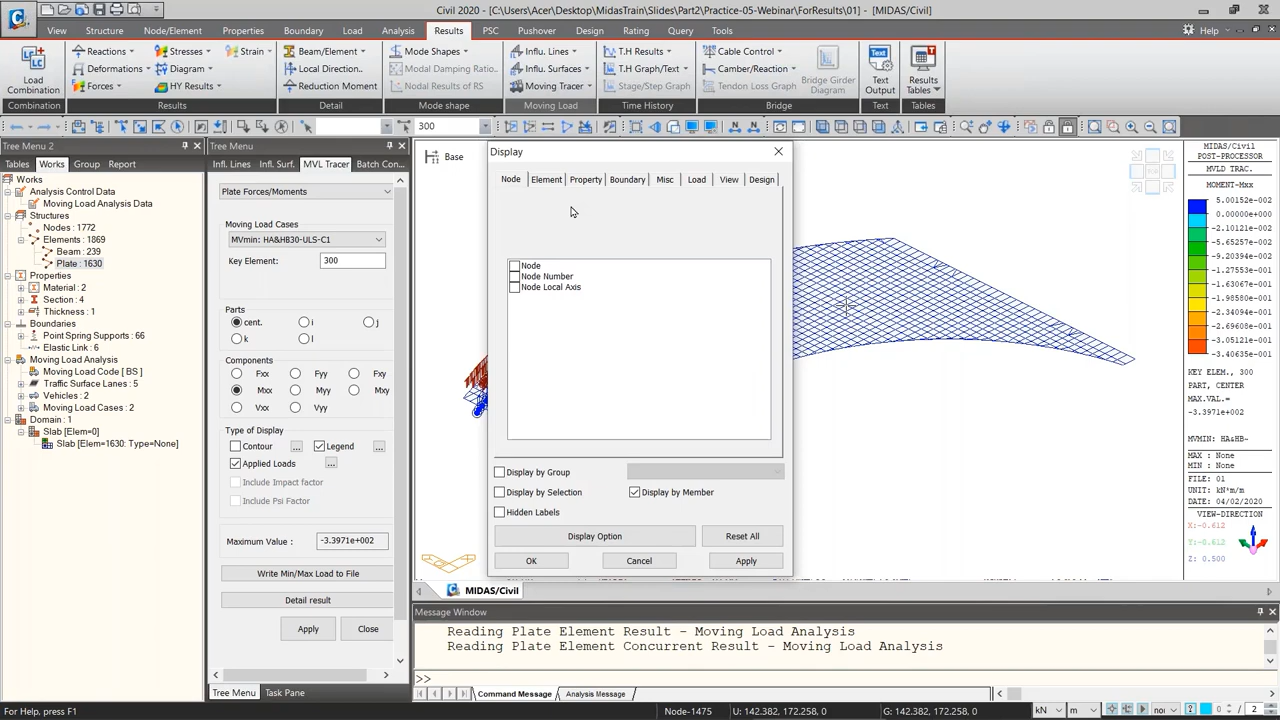 Civil 2020 - [C:\Users\Acer\Desktop\MidasTrain\Slides\Part2\Practice-05-Webinar\ForResults\01] - [MIDAS/Civil]
View Structure Node/Element Properties Boundary Load Analysis Results PSC Pushover Design Rating Query Tools Help
Load Combination
Reactions
Deformations
Forces
Stresses
Diagram
HY Results
Strain
Beam/Element
Local Direction..
Reduction Moment
Mode Shapes
Modal Damping Ratio..
Nodal Results of RS
Influ. Lines
Influ. Surfaces
Moving Tracer
T.H Results
T.H Graph/Text
Stage/Step Graph
Cable Control
Camber/Reaction
Tendon Loss Graph
Bridge Girder Diagram
Text Output
Results Tables
Combination Results Detail Mode shape Moving Load Time History Bridge Text Tables
300
Tree Menu 2
Tables Works Group Report
Works
Analysis Control Data
Moving Load Analysis Data
Structures
Nodes : 1772
Elements : 1869
Beam : 239
Plate : 1630
Properties
Material : 2
Section : 4
Thickness : 1
Boundaries
Point Spring Supports : 66
Elastic Link : 6
Moving Load Analysis
Moving Load Code [ BS ]
Traffic Surface Lanes : 5
Vehicles : 2
Moving Load Cases : 2
Domain : 1
Slab [Elem=0]
Slab [Elem=1630: Type=None]
Tree Menu
Infl. Lines Infl. Surf. MVL Tracer Batch Con...
Plate Forces/Moments
Moving Load Cases
MVmin: HA&HB30-ULS-C1
Key Element: 300
Parts
cent. i j
k l
Components
Fxx Fyy Fxy
Mxx Myy Mxy
Vxx Vyy
Type of Display
Contour ... Legend ...
Applied Loads ...
Include Impact factor
Include Psi Factor
Maximum Value : -3.3971e+002
Write Min/Max Load to File
Detail result
Apply Close
Tree Menu Task Pane
Base
Display
Node Element Property Boundary Misc Load View Design
Node
Node Number
Node Local Axis
Display by Group
Display by Selection Display by Member
Hidden Labels
Display Option Reset All
OK Cancel Apply
MIDAS/Civil
POST-PROCESSOR
MVLD TRAC.
MOMENT-Mxx
5.00152e-002
0.00000e+000
-2.10121e-002
-5.65257e-002
-9.21393e-002
-1.63067e-002
-1.98580e-002
-2.34094e-002
-2.69608e-002
-3.05121e-002
-3.40635e-002
KEY ELEM., 300
PART, CENTER
MAX.VAL.=
-3.3971e+002
MVMIN: HA&HB-
MAX : None
MIN : None
FILE: 01
UNIT: kN*m/m
DATE: 04/02/2020
VIEW-DIRECTION
X:-0.612
Y:-0.612
Z: 0.500
MIDAS/Civil
Message Window
Reading Plate Element Result - Moving Load Analysis
Reading Plate Element Concurrent Result - Moving Load Analysis
>>
Command Message Analysis Message
For Help, press F1
Node-1475
U: 142.382, 172.258, 0
G: 142.382, 172.258, 0
kN m
/ 2